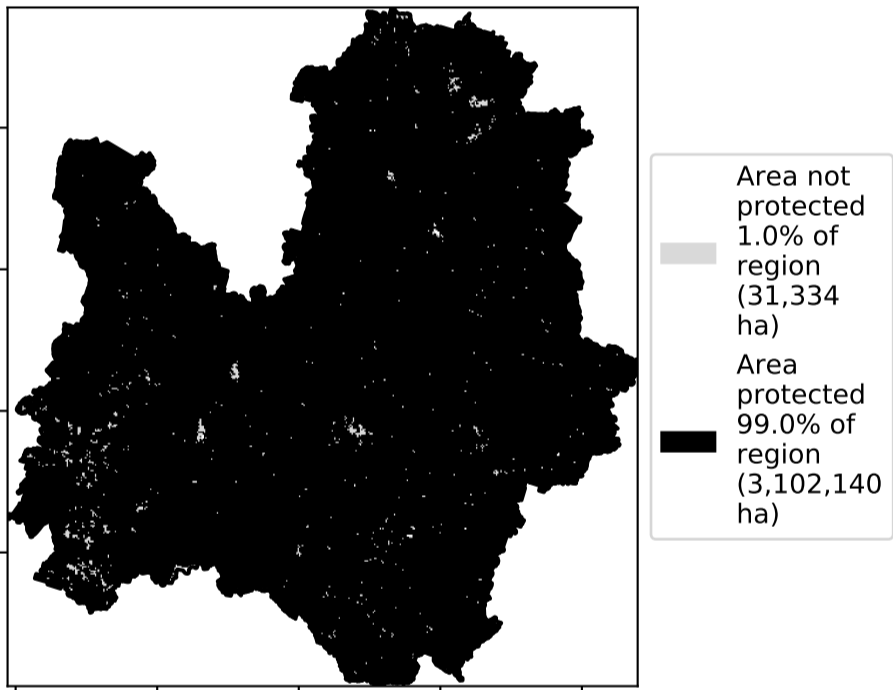 Area not
protected
1.0% of
region
(31,334
ha)
Area
protected
99.0% of
region
(3,102,140
ha)